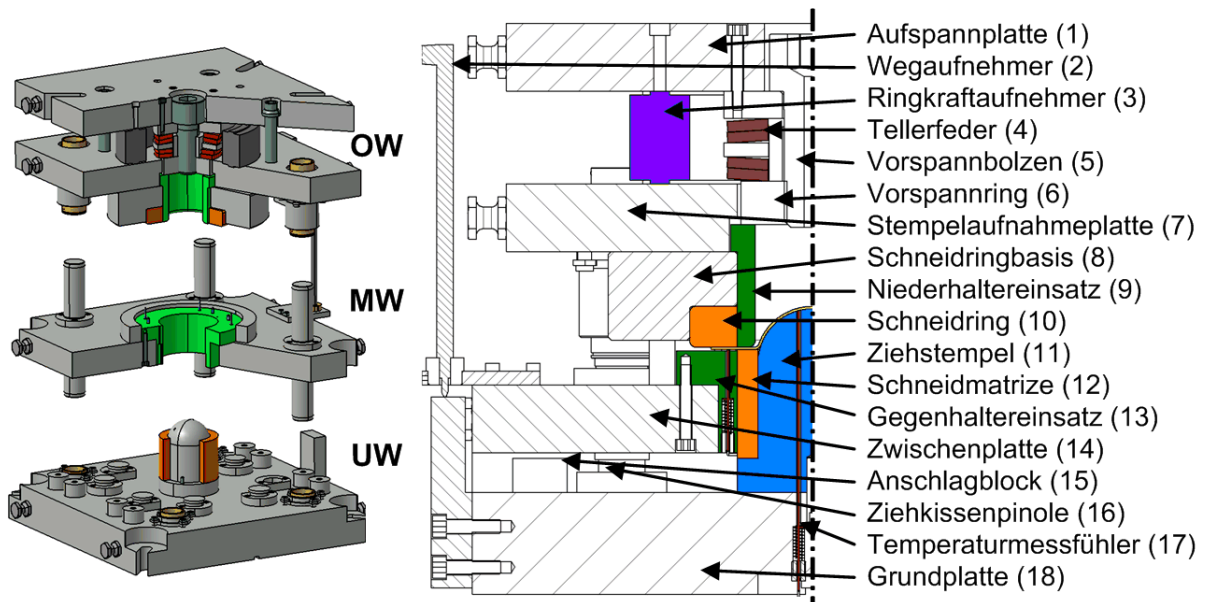 OW
MW
UW
Aufspannplatte (1)
Wegaufnehmer (2)
Ringkraftaufnehmer (3)
Tellerfeder (4)
Vorspannbolzen (5)
Vorspannring (6)
Stempelaufnahmeplatte (7)
Schneidringbasis (8)
Niederhaltereinsatz (9)
Schneidring (10)
Ziehstempel (11)
Schneidmatrize (12)
Gegenhaltereinsatz (13)
Zwischenplatte (14)
Anschlagblock (15)
Ziehkissenpinole (16)
Temperaturmessfühler (17)
Grundplatte (18)